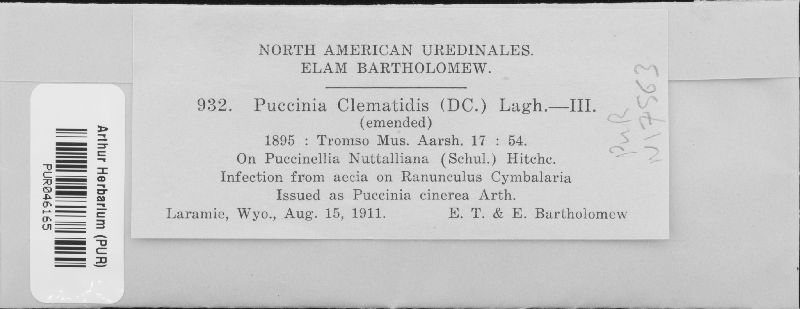 NORTH AMERICAN UREDINALES.
ELAM BARTHOLOMEW.
932. Puccinia Clematidis (DC.) Lagh.—III.
(emended)
1895 : Tromso Mus. Aarsh. 17 : 54.
On Puccinellia Nuttalliana (Schul.) Hitchc.
Infection from aecia on Ranunculus Cymbalaria
Issued as Puccinia cinerea Arth.
Laramie, Wyo., Aug. 15, 1911. E. T. & E. Bartholomew
PUR
N17563
Arthur Herbarium (PUR)
PUR046165